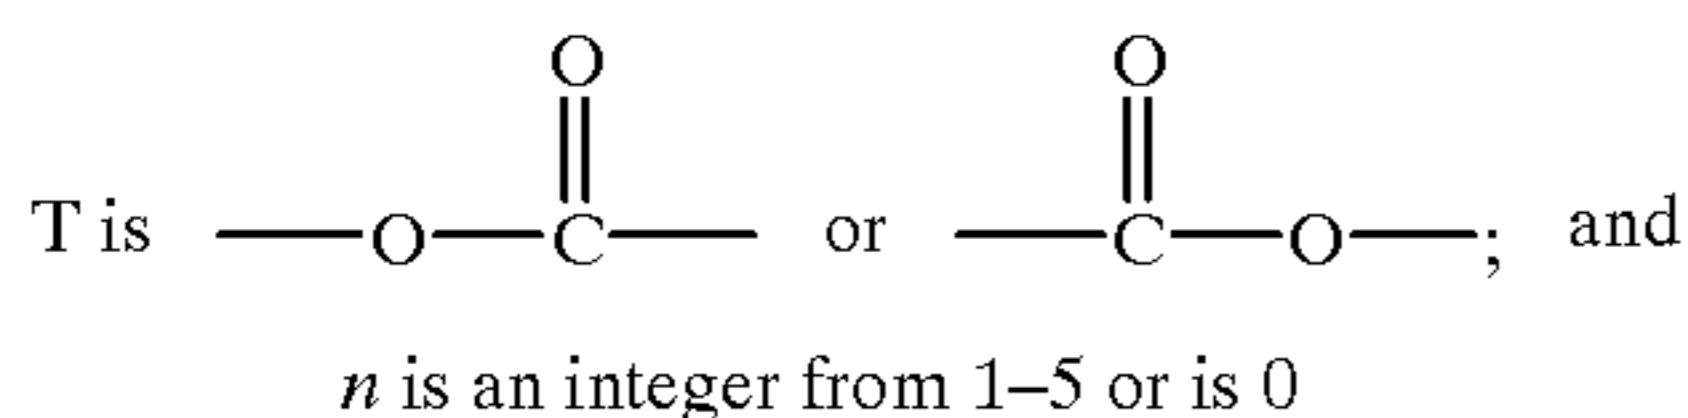 O O
T is —O—C— or —C—O—; and
n is an integer from 1–5 or is 0